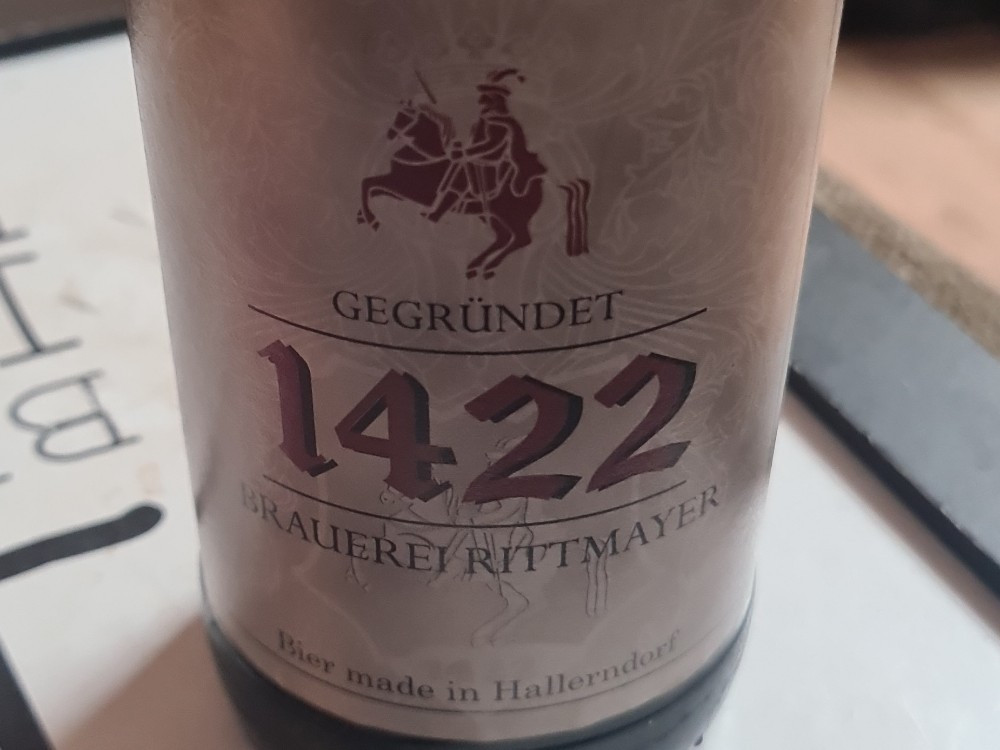 GEGRÜNDET
1422
BRAUEREI RITTMAYER
Bier made in Hallerndorf